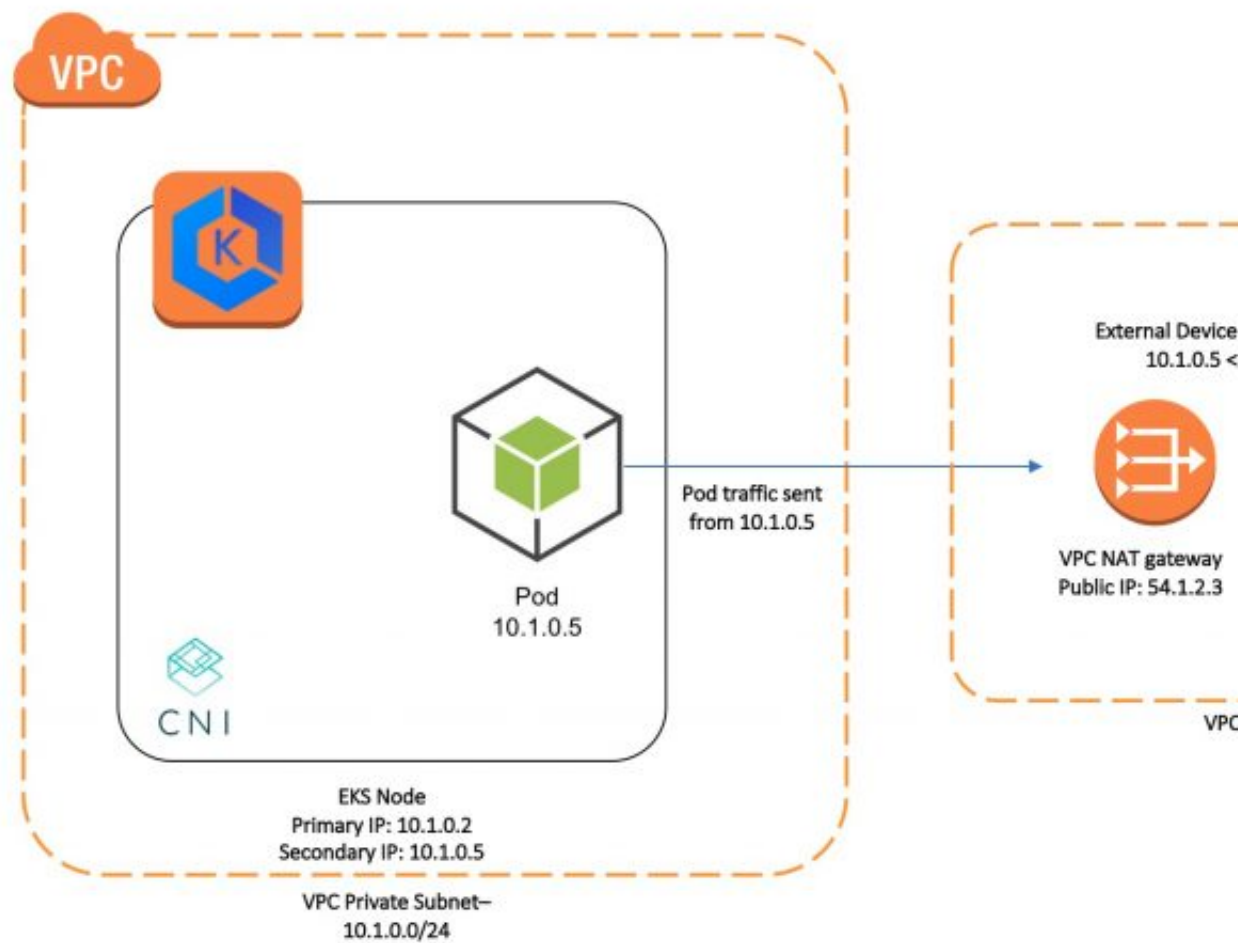 VPC
K
External Device
10.1.0.5 <
Pod traffic sent
from 10.1.0.5
VPC NAT gateway
Public IP: 54.1.2.3
Pod
10.1.0.5
CNI
VPC
EKS Node
Primary IP: 10.1.0.2
Secondary IP: 10.1.0.5
VPC Private Subnet–
10.1.0.0/24